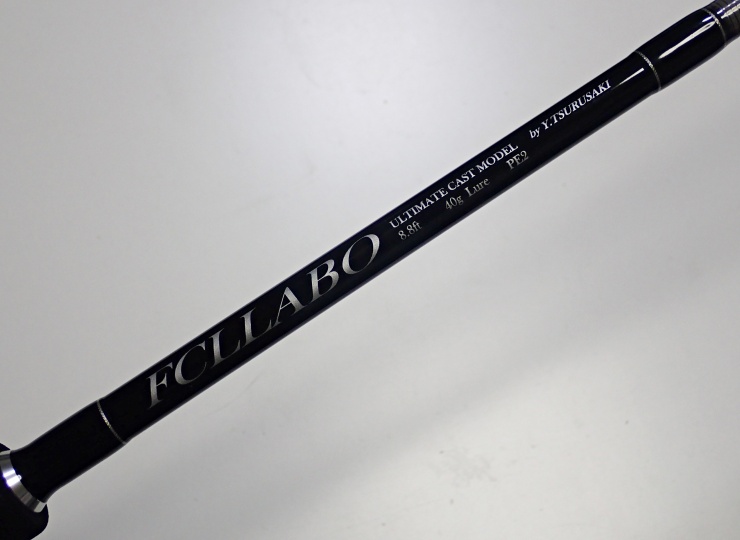 FCLLABO
ULTIMATE CAST MODEL by Y.TSURUSAKI
8.8ft 40g Lure PE2